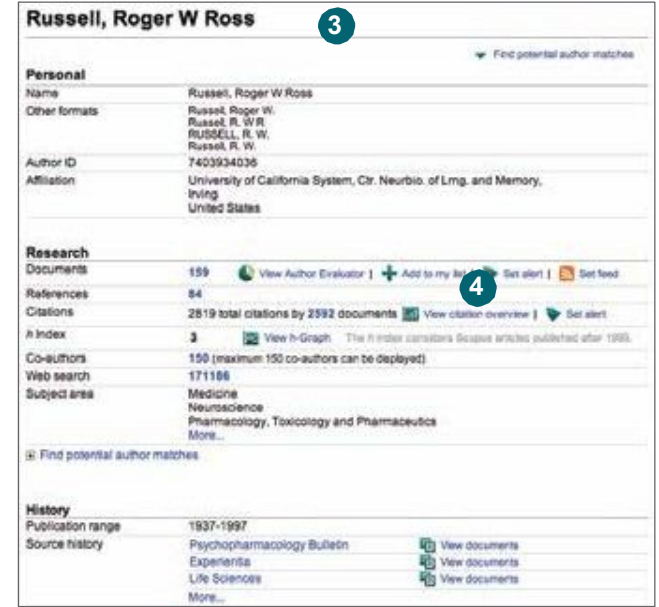 Russell, Roger W Ross
3
Find potential author matches
Personal
Name Russell, Roger W Ross
Other formats Russell, Roger W.
Russell, R. W R
RUSSELL, R. W.
Russell, R. W.
Author ID 7403934036
Affiliation University of California System, Ctr. Neurbio. of Lrng. and Memory,
Irving
United States
Research
Documents 159 View Author Evaluator | Add to my list | Set alert | Set feed
4
References 84
Citations 2819 total citations by 2592 documents View citation overview | Set alert
h Index 3 View h-Graph The h Index considers Scopus articles published after 1995.
Co-authors 150 (maximum 150 co-authors can be deployed)
Web search 171186
Subject area Medicine
Neuroscience
Pharmacology, Toxicology and Pharmaceutics
More...
Find potential author matches
History
Publication range 1937-1997
Source history Psychopharmacology Bulletin View documents
Experientia View documents
Life Sciences View documents
More...